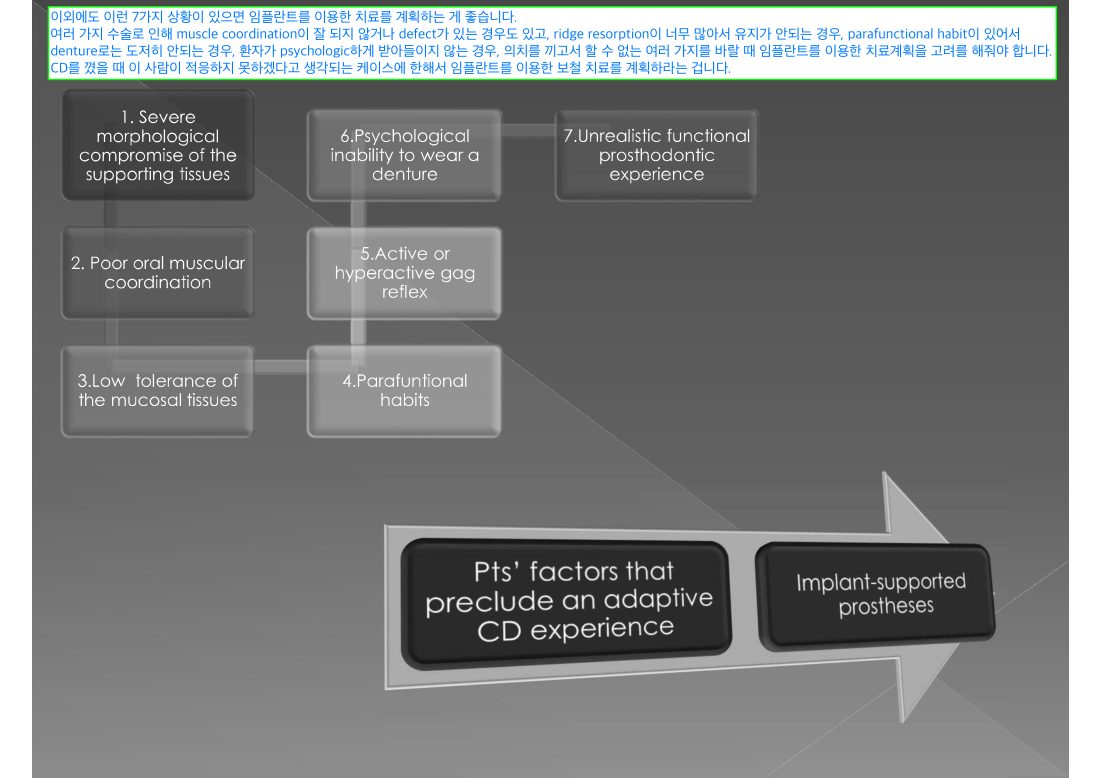 이외에도 이런 7가지 상황이 있으면 임플란트를 이용한 치료를 계획하는 게 좋습니다.
여러 가지 수술로 인해 muscle coordination이 잘 되지 않거나 defect가 있는 경우도 있고, ridge resorption이 너무 많아서 유지가 안되는 경우, parafunctional habit이 있어서
denture로는 도저히 안되는 경우, 환자가 psychologic하게 받아들이지 않는 경우, 의치를 끼고서 할 수 없는 여러 가지를 바랄 때 임플란트를 이용한 치료계획을 고려를 해줘야 합니다.
CD를 꼈을 때 이 사람이 적응하지 못하겠다고 생각되는 케이스에 한해서 임플란트를 이용한 보철 치료를 계획하라는 겁니다.
1. Severe
morphological
compromise of the
supporting tissues
2. Poor oral muscular
coordination
3.Low tolerance of
the mucosal tissues
4.Parafuntional
habits
5.Active or
hyperactive gag
reflex
6.Psychological
inability to wear a
denture
7.Unrealistic functional
prosthodontic
experience
Pts' factors that
preclude an adaptive
CD experience
Implant-supported
prostheses